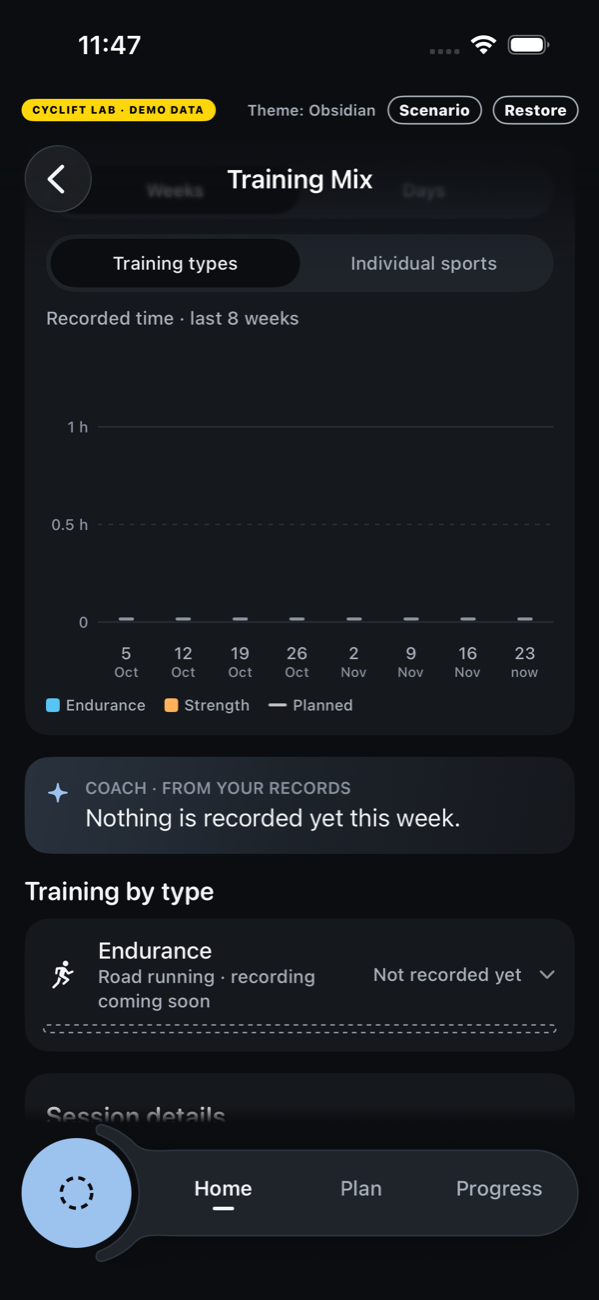 11:47
CYCLIFT LAB · DEMO DATA
Theme: Obsidian
Scenario
Restore
Training Mix
Weeks
Days
Training types
Individual sports
Recorded time · last 8 weeks
1 h
0.5 h
0
5
Oct
12
Oct
19
Oct
26
Oct
2
Nov
9
Nov
16
Nov
23
now
Endurance
Strength
Planned
COACH · FROM YOUR RECORDS
Nothing is recorded yet this week.
Training by type
Endurance
Road running · recording
coming soon
Not recorded yet
Session details
Home
Plan
Progress